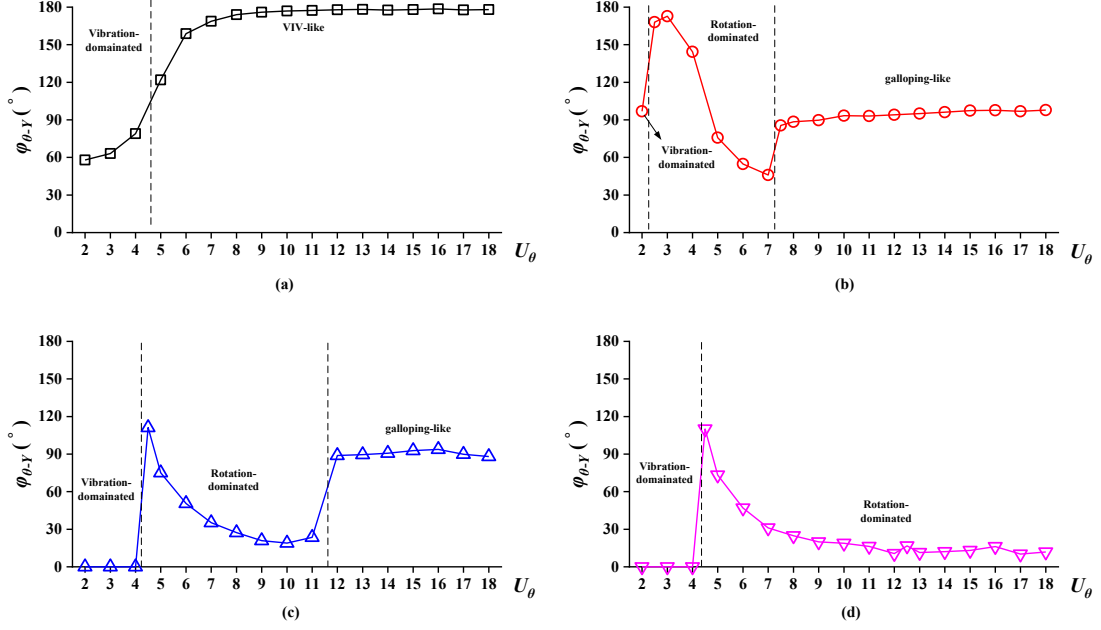 180
150
120
90
60
30
0
φθ-Y (°)
Vibration-
domainated
VIV-like
2 3 4 5 6 7 8 9 10 11 12 13 14 15 16 17 18
Uθ
(a)
180
150
120
90
60
30
0
φθ-Y (°)
Rotation-
dominated
galloping-like
Vibration-
domainated
2 3 4 5 6 7 8 9 10 11 12 13 14 15 16 17 18
Uθ
(b)
180
150
120
90
60
30
0
φθ-Y (°)
Vibration-
domainated
Rotation-
dominated
galloping-like
2 3 4 5 6 7 8 9 10 11 12 13 14 15 16 17 18
Uθ
(c)
180
150
120
90
60
30
0
φθ-Y (°)
Vibration-
domainated
Rotation-
dominated
2 3 4 5 6 7 8 9 10 11 12 13 14 15 16 17 18
Uθ
(d)